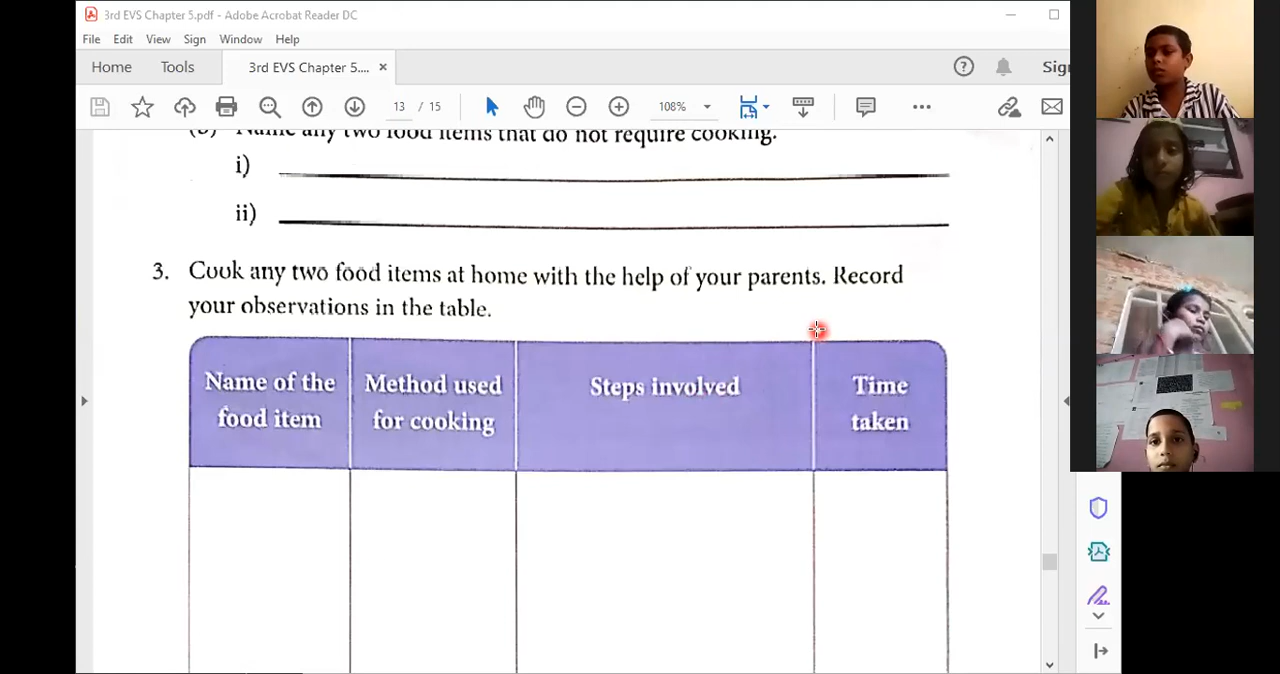 3rd EVS Chapter 5.pdf - Adobe Acrobat Reader DC
File Edit View Sign Window Help
Home Tools 3rd EVS Chapter 5.... × Sign
13 / 15 108%
(b) Name any two food items that do not require cooking.
i)
ii)
3. Cook any two food items at home with the help of your parents. Record
your observations in the table.
Name of the
food item
Method used
for cooking
Steps involved
Time
taken